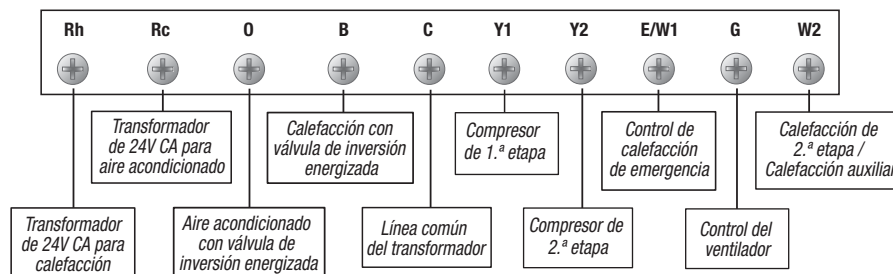 Rh Rc O B C Y1 Y2 E/W1 G W2
Transformador
de 24V CA para
aire acondicionado
Calefacción con
válvula de inversión
energizada
Compresor
de 1.ª etapa
Control de
calefacción
de emergencia
Calefacción de
2.ª etapa /
Calefacción auxiliar
Transformador
de 24V CA para
calefacción
Aire acondicionado
con válvula de
inversión energizada
Línea común
del transformador
Compresor de
2.ª etapa
Control del
ventilador